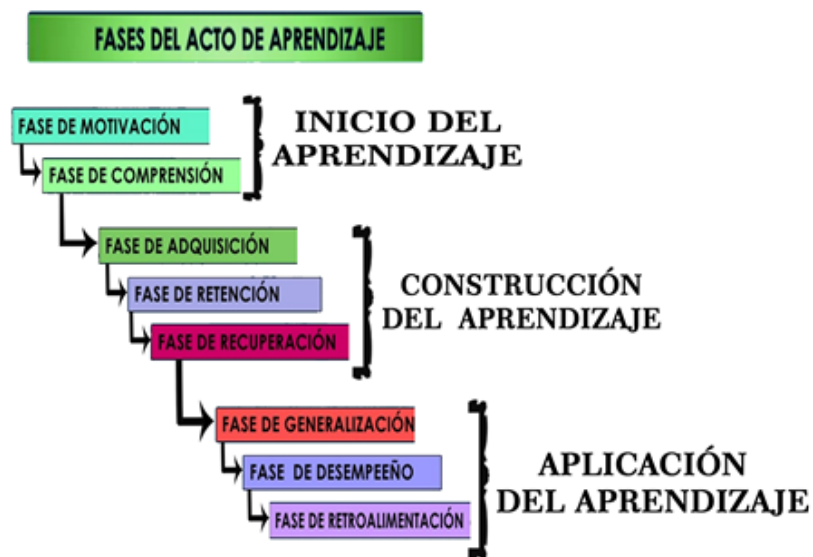 FASES DEL ACTO DE APRENDIZAJE
FASE DE MOTIVACIÓN
FASE DE COMPRENSIÓN
INICIO DEL
APRENDIZAJE
FASE DE ADQUISICIÓN
FASE DE RETENCIÓN
FASE DE RECUPERACIÓN
CONSTRUCCIÓN
DEL APRENDIZAJE
FASE DE GENERALIZACIÓN
FASE DE DESEMPEEÑO
FASE DE RETROALIMENTACIÓN
APLICACIÓN
DEL APRENDIZAJE